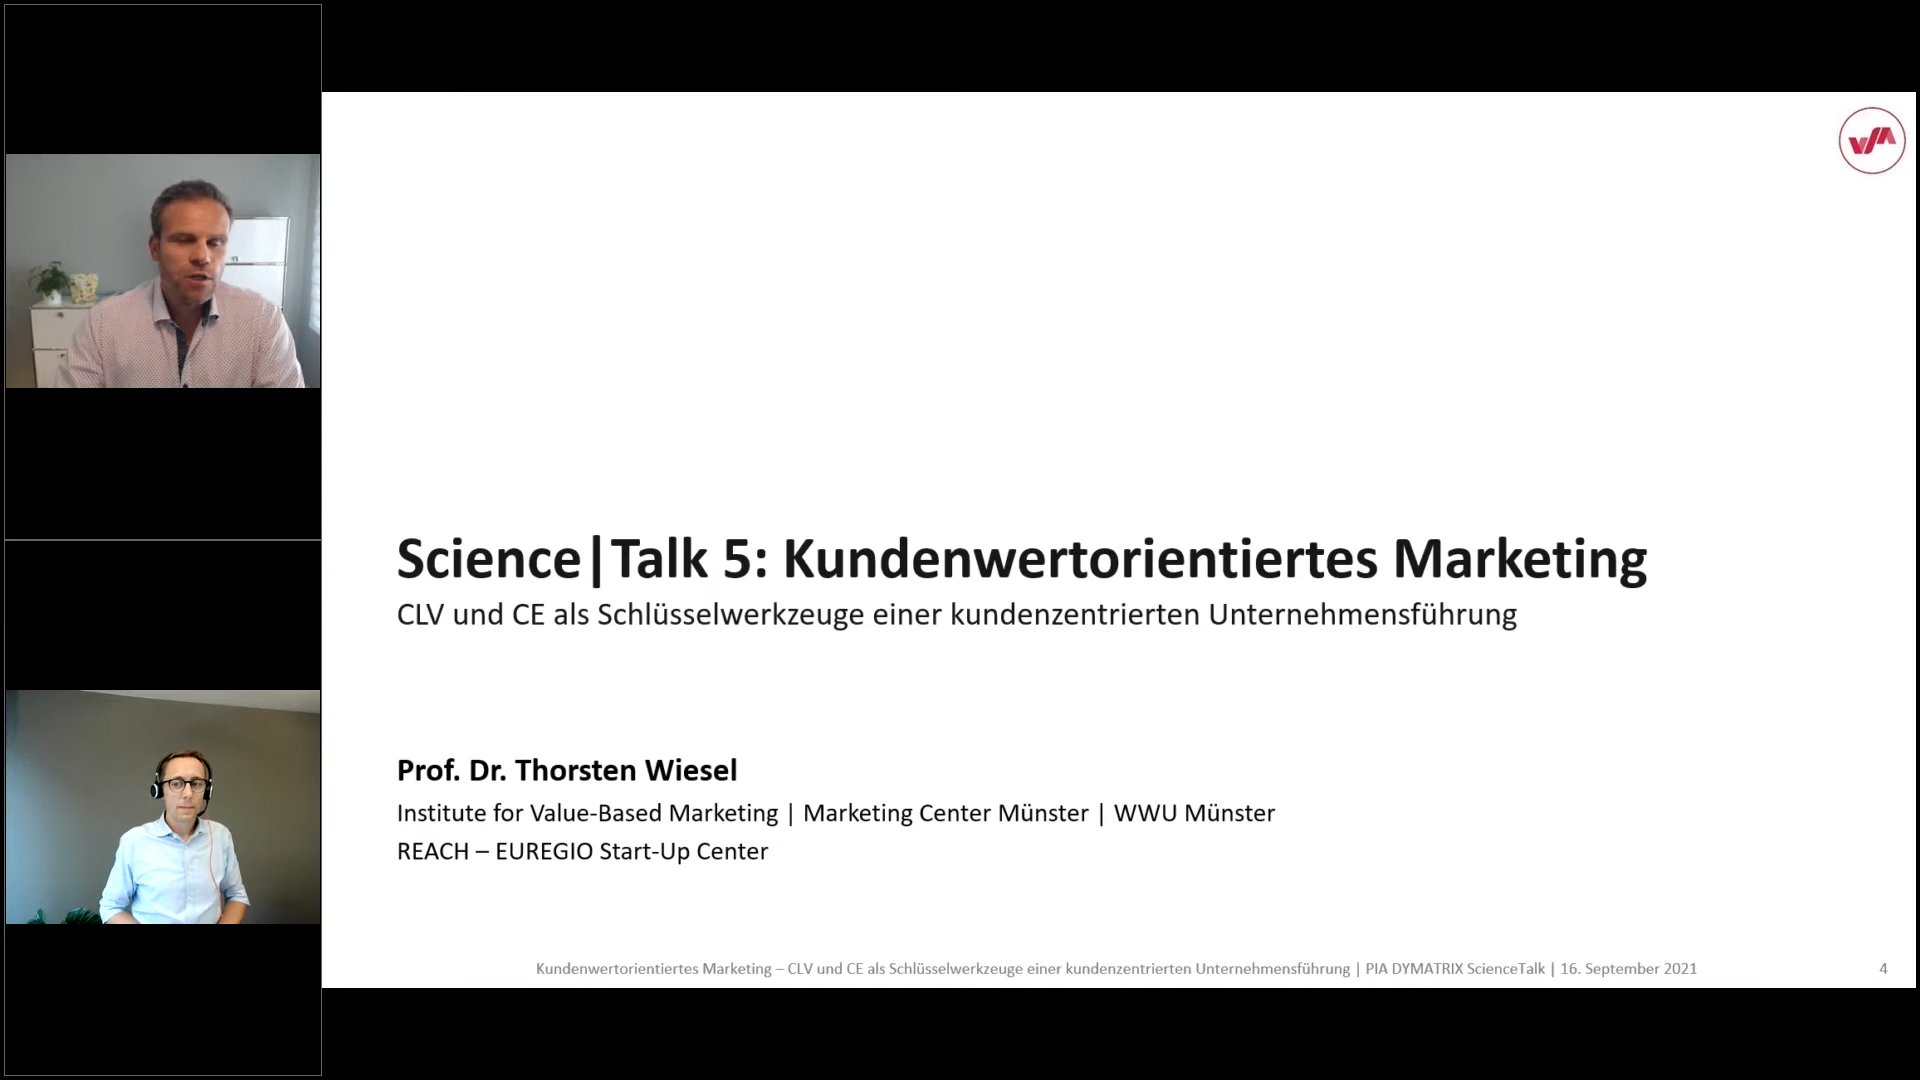 Science|Talk 5: Kundenwertorientiertes Marketing
CLV und CE als Schlüsselwerkzeuge einer kundenzentrierten Unternehmensführung
Prof. Dr. Thorsten Wiesel
Institute for Value-Based Marketing | Marketing Center Münster | WWU Münster
REACH – EUREGIO Start-Up Center
Kundenwertorientiertes Marketing – CLV und CE als Schlüsselwerkzeuge einer kundenzentrierten Unternehmensführung | PIA DYMATRIX ScienceTalk | 16. September 2021
4